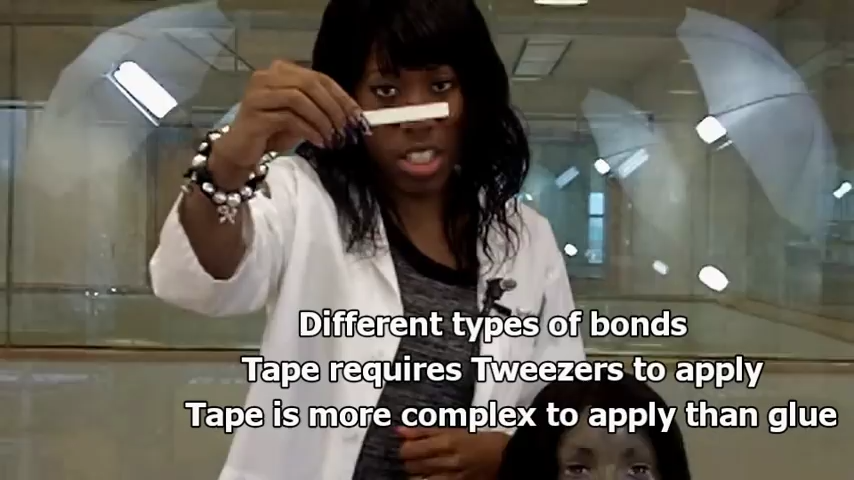 Different types of bonds
Tape requires Tweezers to apply
Tape is more complex to apply than glue